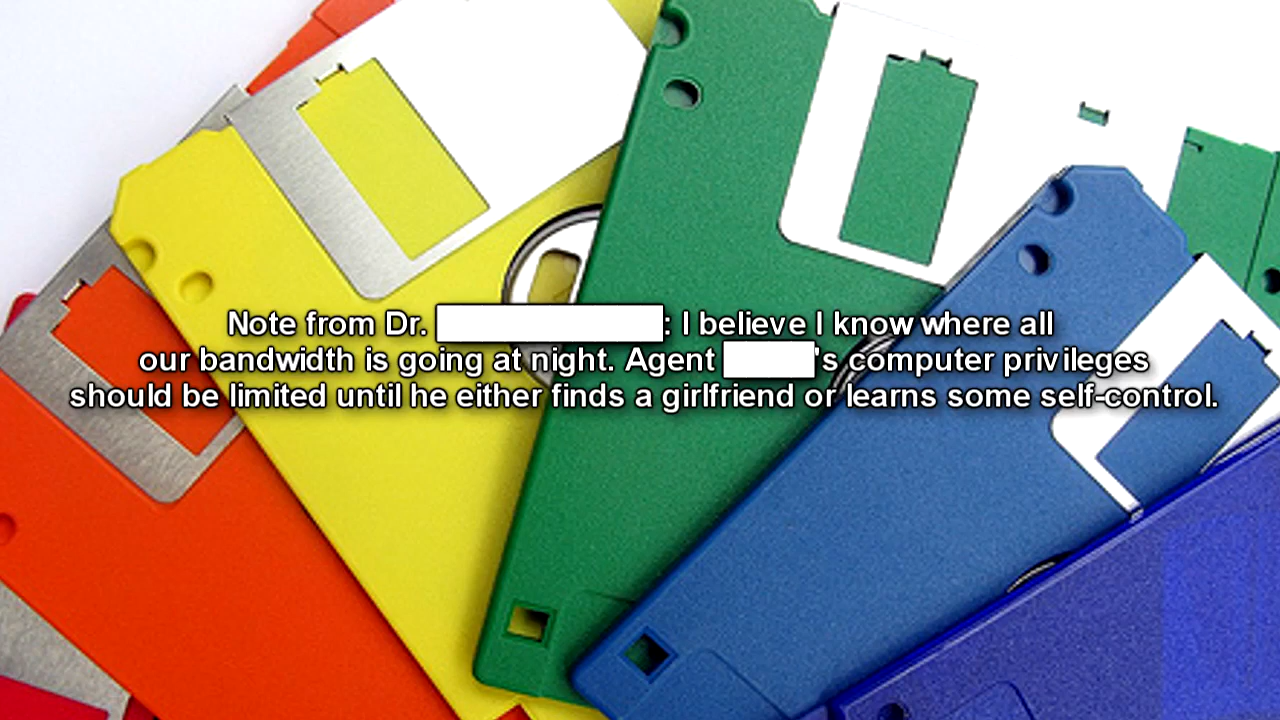 Note from Dr. : I believe I know where all
our bandwidth is going at night. Agent 's computer privileges
should be limited until he either finds a girlfriend or learns some self-control.